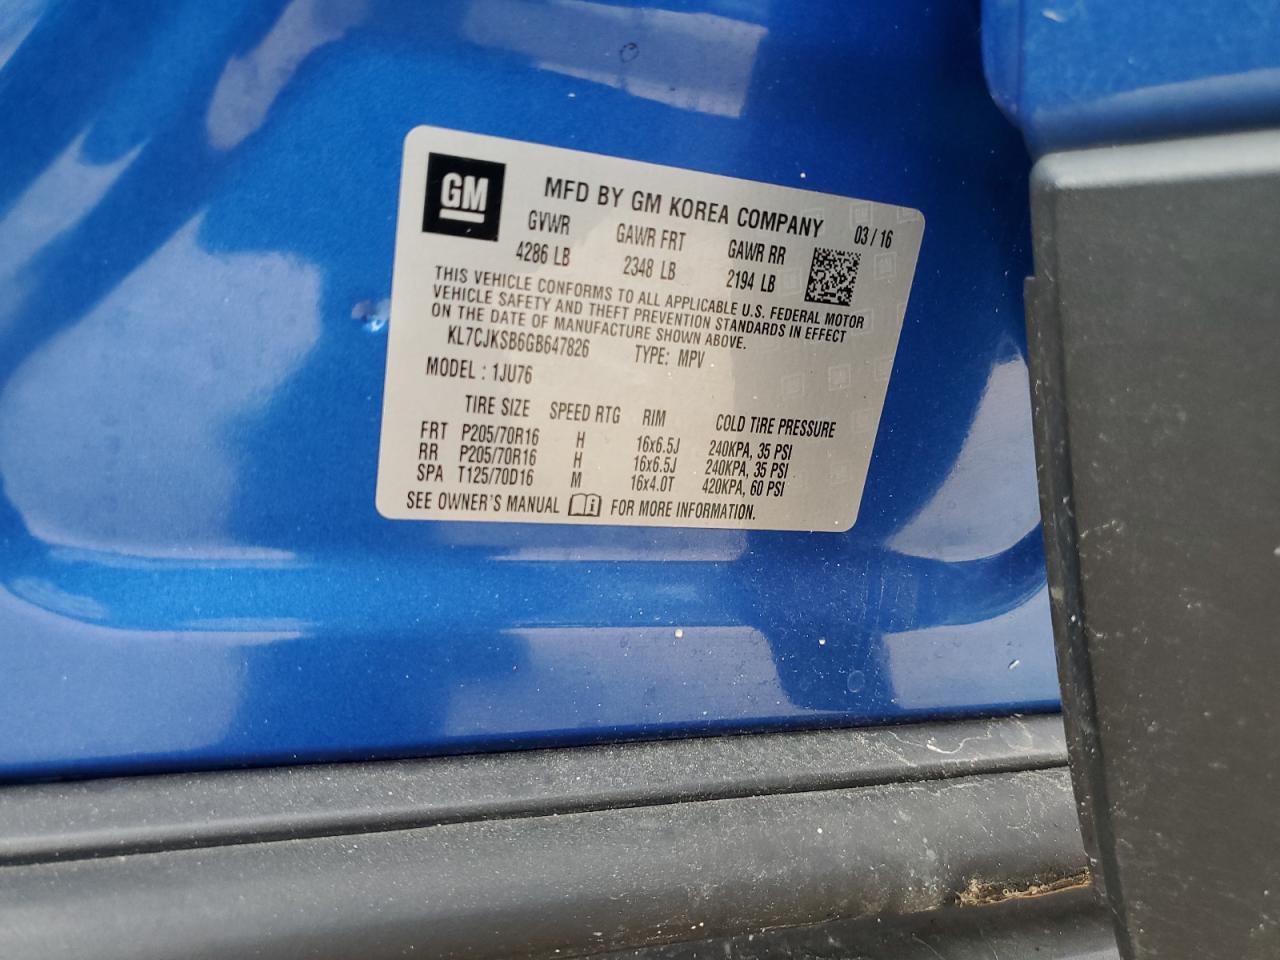 GM
MFD BY GM KOREA COMPANY 03 / 16
GVWR GAWR FRT GAWR RR
4286 LB 2348 LB 2194 LB
THIS VEHICLE CONFORMS TO ALL APPLICABLE U.S. FEDERAL MOTOR
VEHICLE SAFETY AND THEFT PREVENTION STANDARDS IN EFFECT
ON THE DATE OF MANUFACTURE SHOWN ABOVE.
KL7CJKSB6GB647826 TYPE: MPV
MODEL : 1JU76
TIRE SIZE SPEED RTG RIM COLD TIRE PRESSURE
FRT P205/70R16 H 16x6.5J 240KPA, 35 PSI
RR P205/70R16 H 16x6.5J 240KPA, 35 PSI
SPA T125/70D16 M 16x4.0T 420KPA, 60 PSI
SEE OWNER'S MANUAL i FOR MORE INFORMATION.